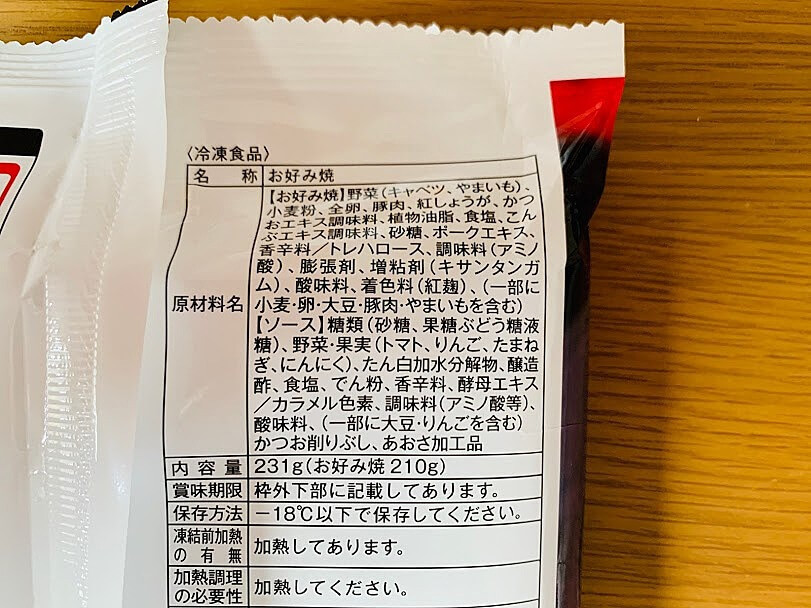 〈冷凍食品〉
名 称 お好み焼
原材料名
【お好み焼】野菜(キャベツ、やまいも)、
小麦粉、全卵、豚肉、紅しょうが、かつ
おエキス調味料、植物油脂、食塩、こん
ぶエキス調味料、砂糖、ポークエキス、
香辛料/トレハロース、調味料(アミノ
酸)、膨張剤、増粘剤(キサンタンガ
ム)、酸味料、着色料(紅麹)、(一部に
小麦・卵・大豆・豚肉・やまいもを含む)
【ソース】糖類(砂糖、果糖ぶどう糖液
糖)、野菜・果実(トマト、りんご、たまね
ぎ、にんにく)、たん白加水分解物、醸造
酢、食塩、でん粉、香辛料、酵母エキス
/カラメル色素、調味料(アミノ酸等)、
酸味料、(一部に大豆・りんごを含む)
かつお削りぶし、あおさ加工品
内容量 231g(お好み焼210g)
賞味期限 枠外下部に記載してあります。
保存方法 −18℃以下で保存してください。
凍結前加熱
の有無 加熱してあります。
加熱調理
の必要性 加熱してください。